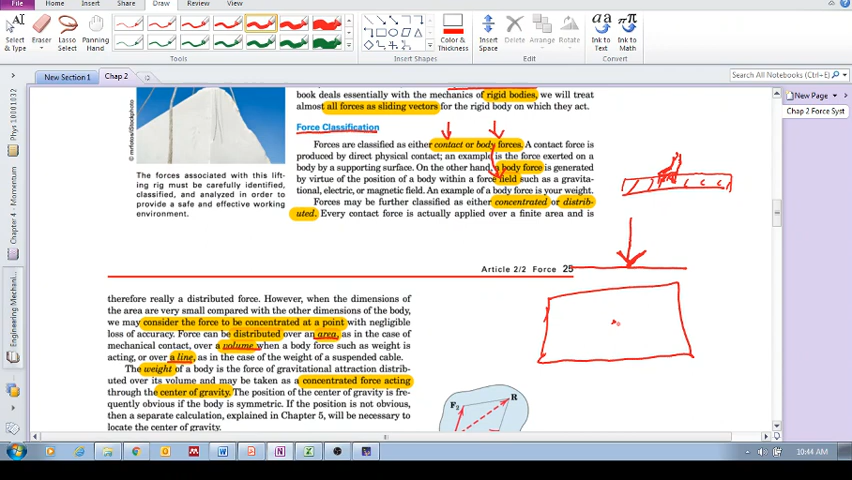 File Home Insert Share Draw Review View
Select & Type
Eraser
Lasso Select
Panning Hand
Color & Thickness
Insert Space
Delete
Arrange
Rotate
Ink to Text
Ink to Math
Tools
Insert Shapes
Edit
Convert
New Section 1
Chap 2
Search All Notebooks (Ctrl+E)
New Page
Chap 2 Force Syst
Phys 10001032
Chapter 4 - Momentum
Engineering Mechani
© mrfotos/iStockphoto
The forces associated with this lift-
ing rig must be carefully identified,
classified, and analyzed in order to
provide a safe and effective working
environment.
book deals essentially with the mechanics of rigid bodies, we will treat
almost all forces as sliding vectors for the rigid body on which they act.
Force Classification
Forces are classified as either contact or body forces. A contact force is
produced by direct physical contact; an example is the force exerted on a
body by a supporting surface. On the other hand, a body force is generated
by virtue of the position of a body within a force field such as a gravita-
tional, electric, or magnetic field. An example of a body force is your weight.
Forces may be further classified as either concentrated or distrib-
uted. Every contact force is actually applied over a finite area and is
Article 2/2 Force 25
therefore really a distributed force. However, when the dimensions of
the area are very small compared with the other dimensions of the body,
we may consider the force to be concentrated at a point with negligible
loss of accuracy. Force can be distributed over an area, as in the case of
mechanical contact, over a volume when a body force such as weight is
acting, or over a line, as in the case of the weight of a suspended cable.
The weight of a body is the force of gravitational attraction distrib-
uted over its volume and may be taken as a concentrated force acting
through the center of gravity. The position of the center of gravity is fre-
quently obvious if the body is symmetric. If the position is not obvious,
then a separate calculation, explained in Chapter 5, will be necessary to
locate the center of gravity.
F₂
R
10:44 AM